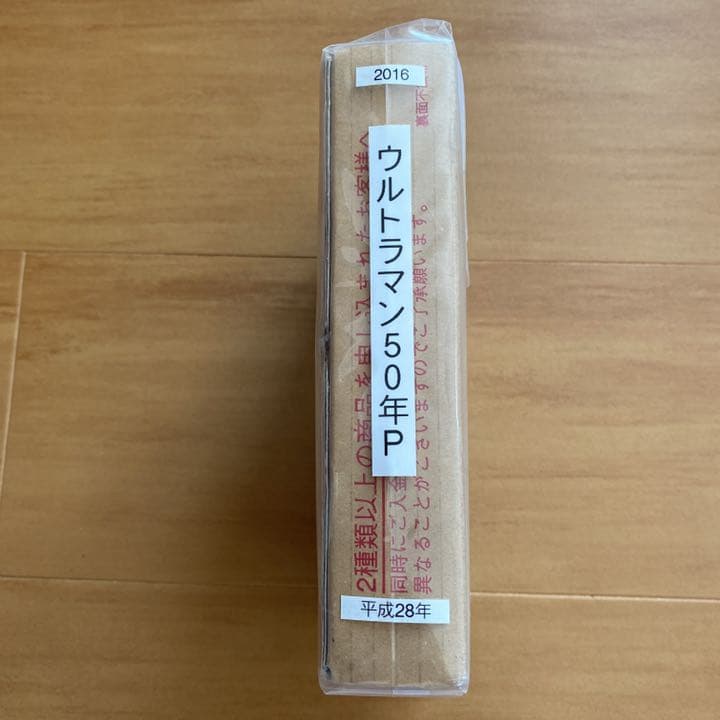 2016
ウルトラマン50年P
平成28年
2種類以上の商品を申し込まれたお客様へ
同時にご入金
異なることがございますのでご了承願います。
裏面不